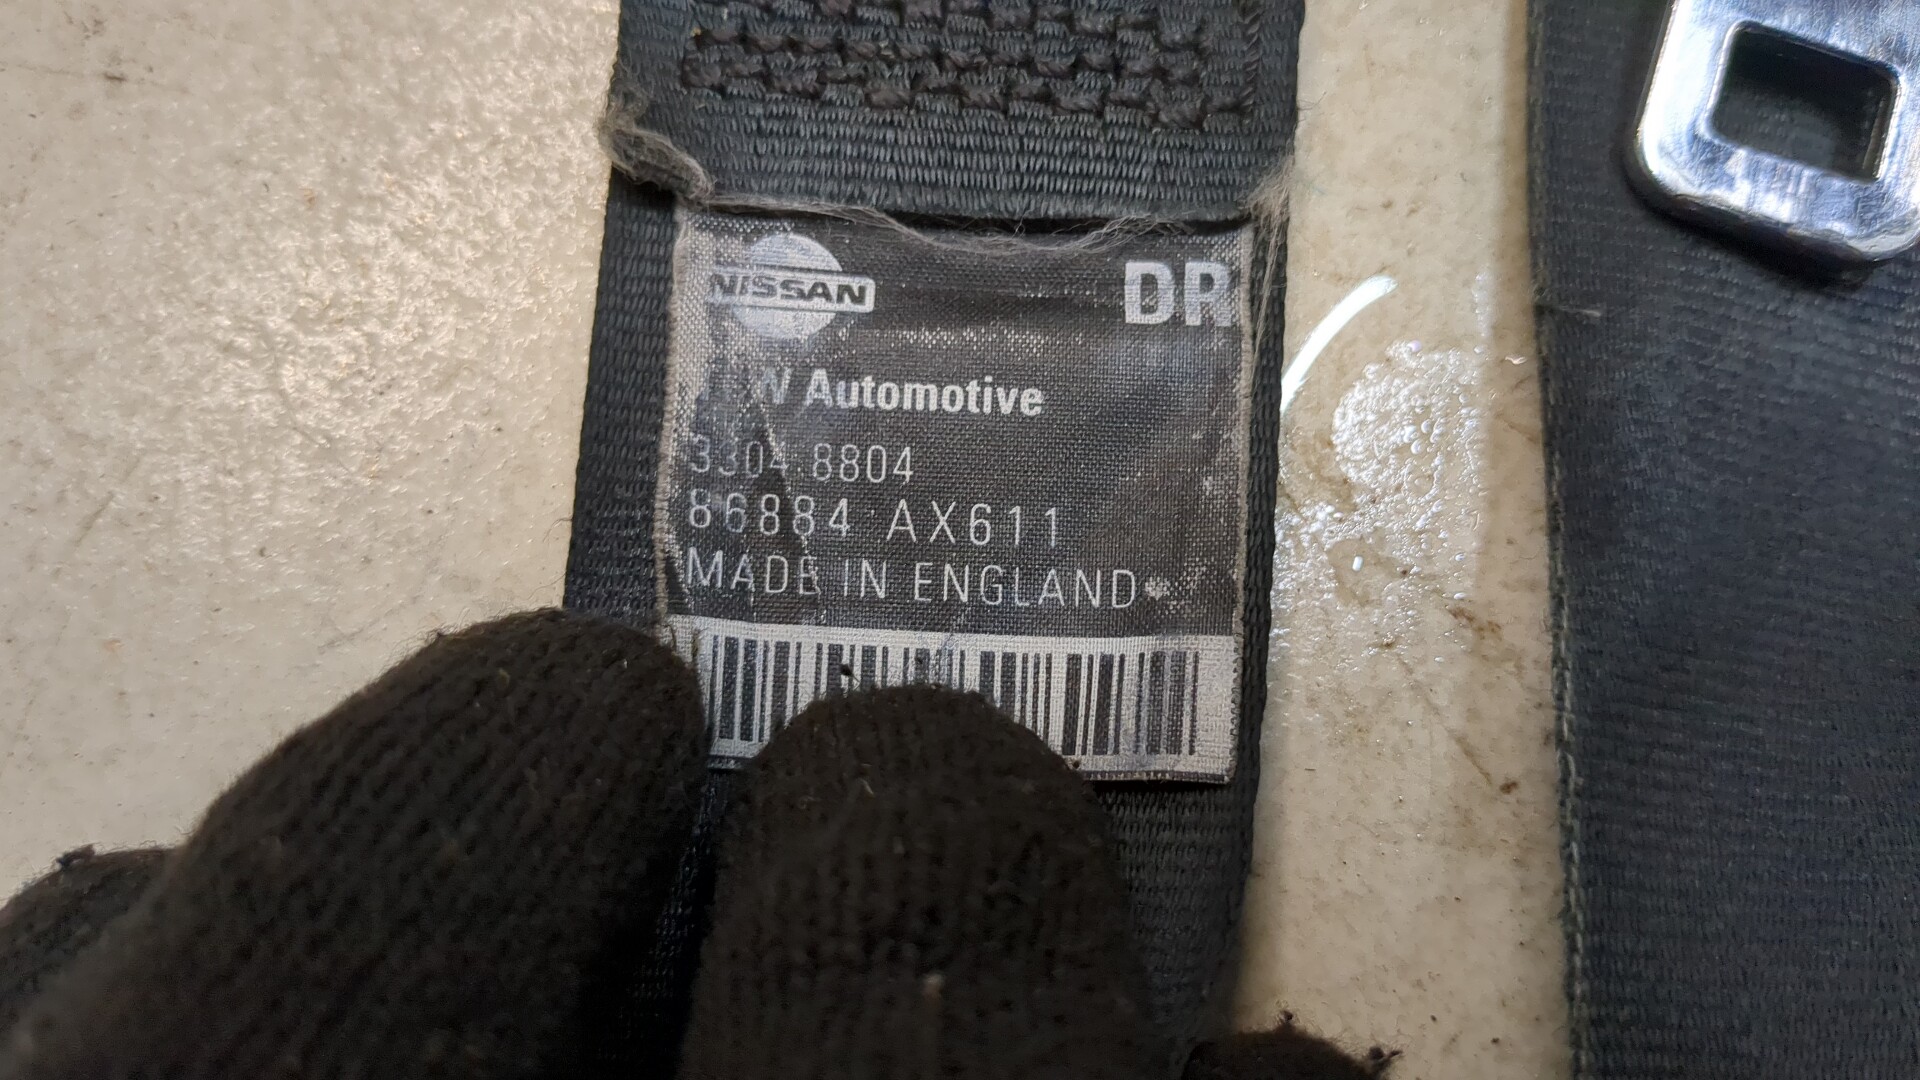 NISSAN DR
Automotive
3304 8804
86884 AX611
MADE IN ENGLAND